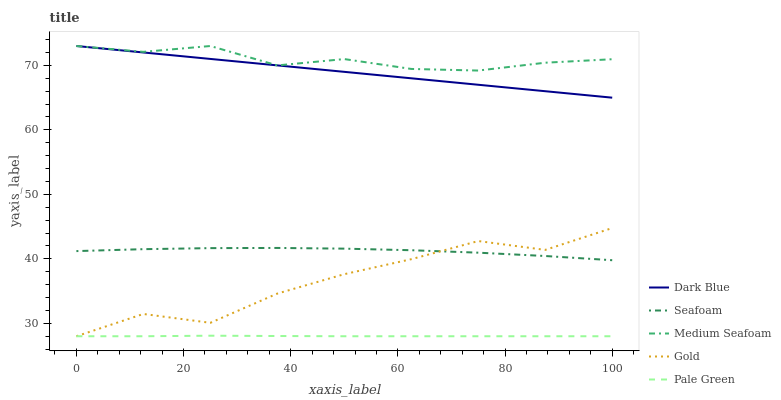 title
70
60
50
40
30
0 20 40 60 80 100
xaxis_label
yaxis_label
Dark Blue
Seafoam
Medium Seafoam
Gold
Pale Green